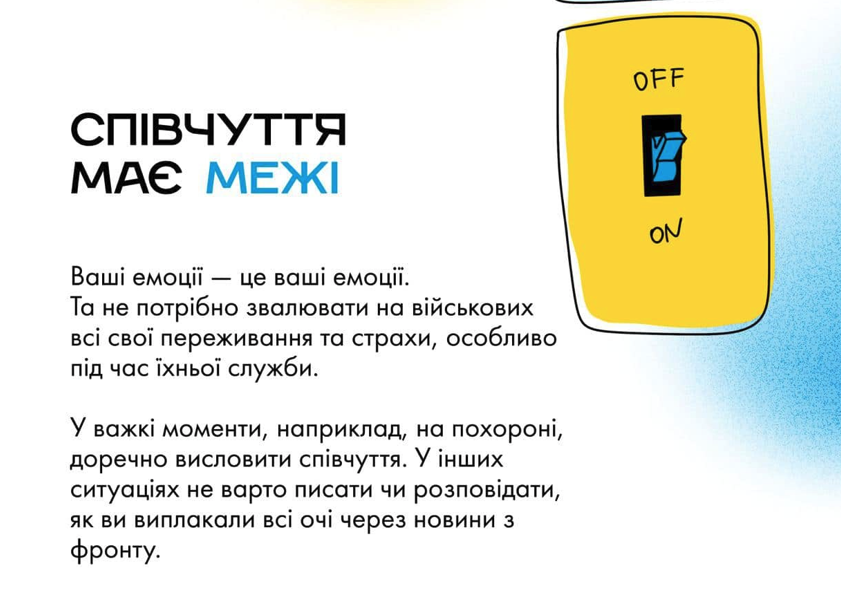 СПІВЧУТТЯ
МАЄ МЕЖІ
OFF
ON
Ваші емоції — це ваші емоції.
Та не потрібно звалювати на військових
всі свої переживання та страхи, особливо
під час їхньої служби.
У важкі моменти, наприклад, на похороні,
доречно висловити співчуття. У інших
ситуаціях не варто писати чи розповідати,
як ви виплакали всі очі через новини з
фронту.